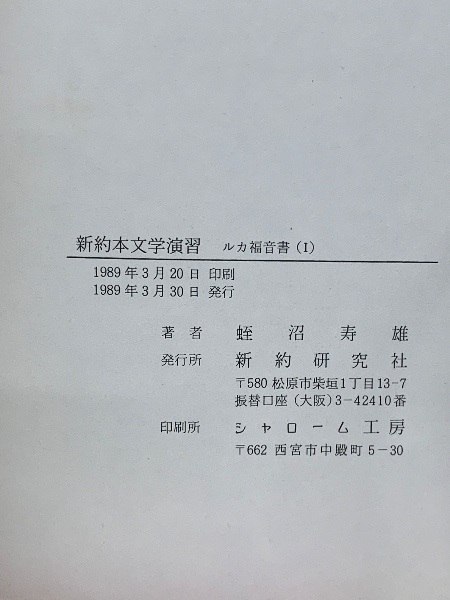 新約本文学演習 ルカ福音書(I)
1989年3月20日 印刷
1989年3月30日 発行
著者 蛭沼寿雄
発行所 新約研究社
〒580 松原市柴垣1丁目13-7
振替口座(大阪)3-42410番
印刷所 シャローム工房
〒662 西宮市中殿町5-30